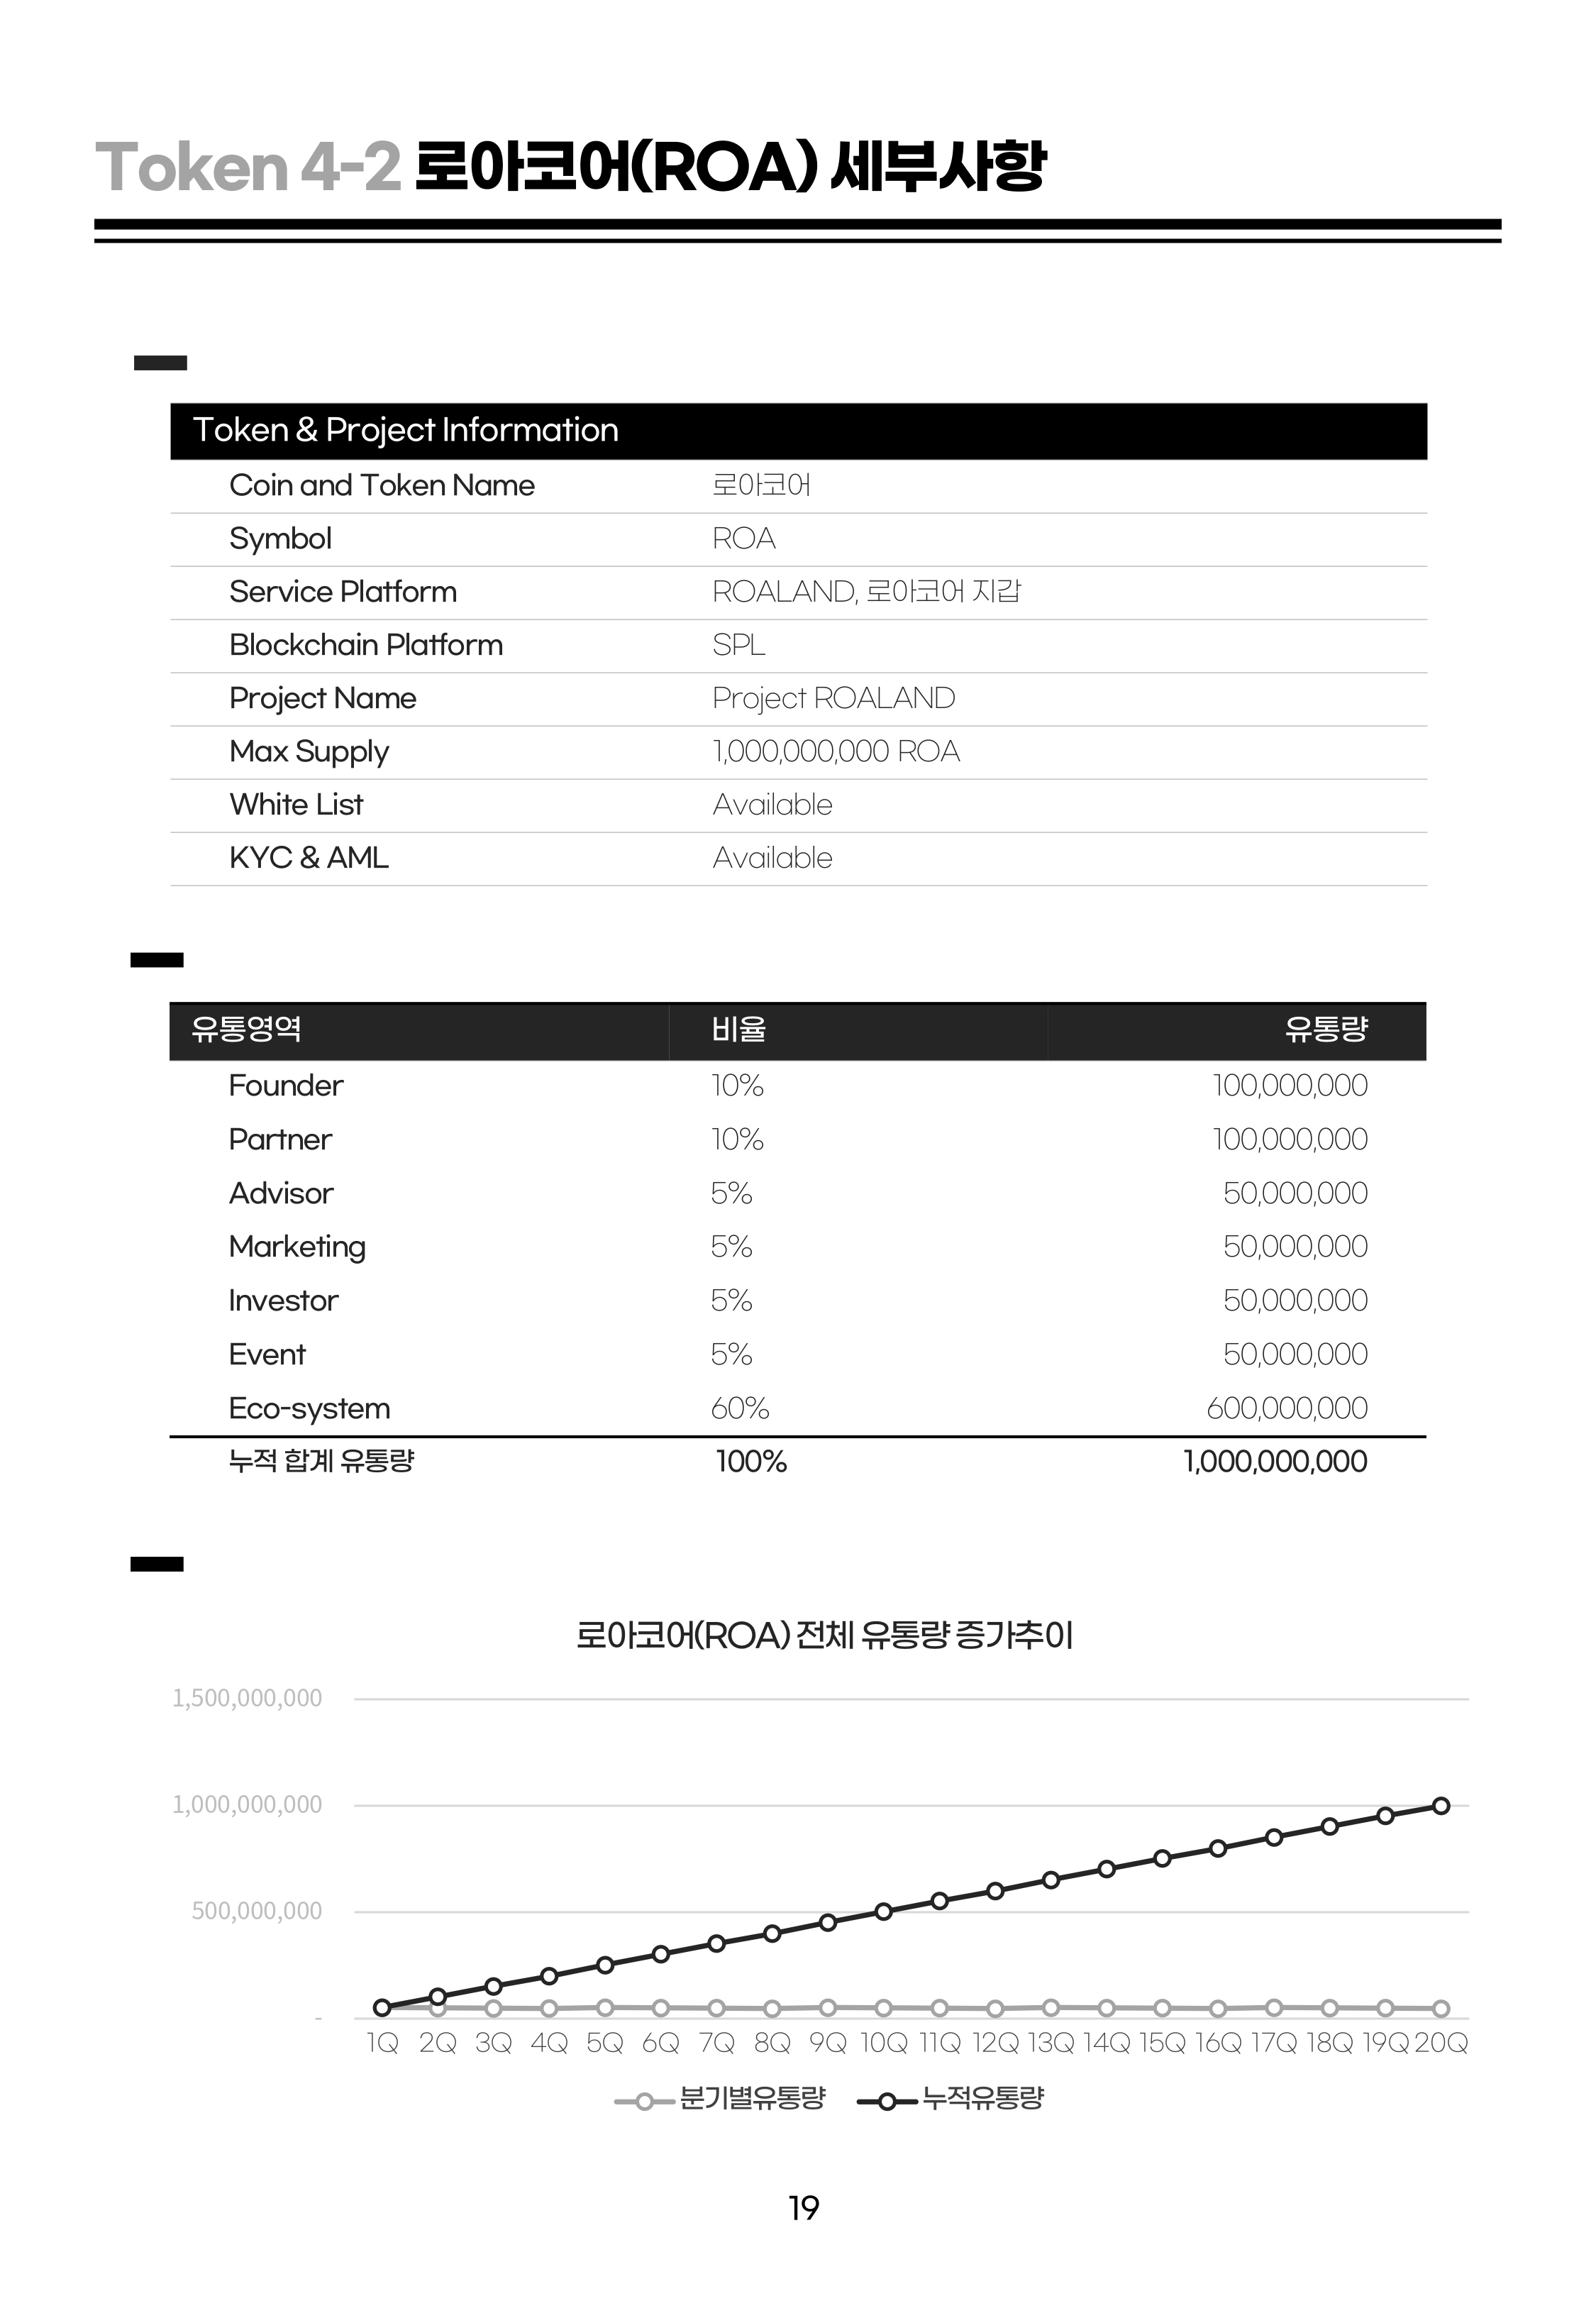 Token 4-2 로아코어(ROA) 세부사항
Token & Project Information
Coin and Token Name 로아코어
Symbol ROA
Service Platform ROALAND, 로아코어 지갑
Blockchain Platform SPL
Project Name Project ROALAND
Max Supply 1,000,000,000 ROA
White List Available
KYC & AML Available
유통영역 비율 유통량
Founder 10% 100,000,000
Partner 10% 100,000,000
Advisor 5% 50,000,000
Marketing 5% 50,000,000
Investor 5% 50,000,000
Event 5% 50,000,000
Eco-system 60% 600,000,000
누적 합계 유통량 100% 1,000,000,000
로아코어(ROA) 전체 유통량 증가추이
1,500,000,000
1,000,000,000
500,000,000
-
1Q 2Q 3Q 4Q 5Q 6Q 7Q 8Q 9Q 10Q 11Q 12Q 13Q 14Q 15Q 16Q 17Q 18Q 19Q 20Q
분기별유통량 누적유통량
19